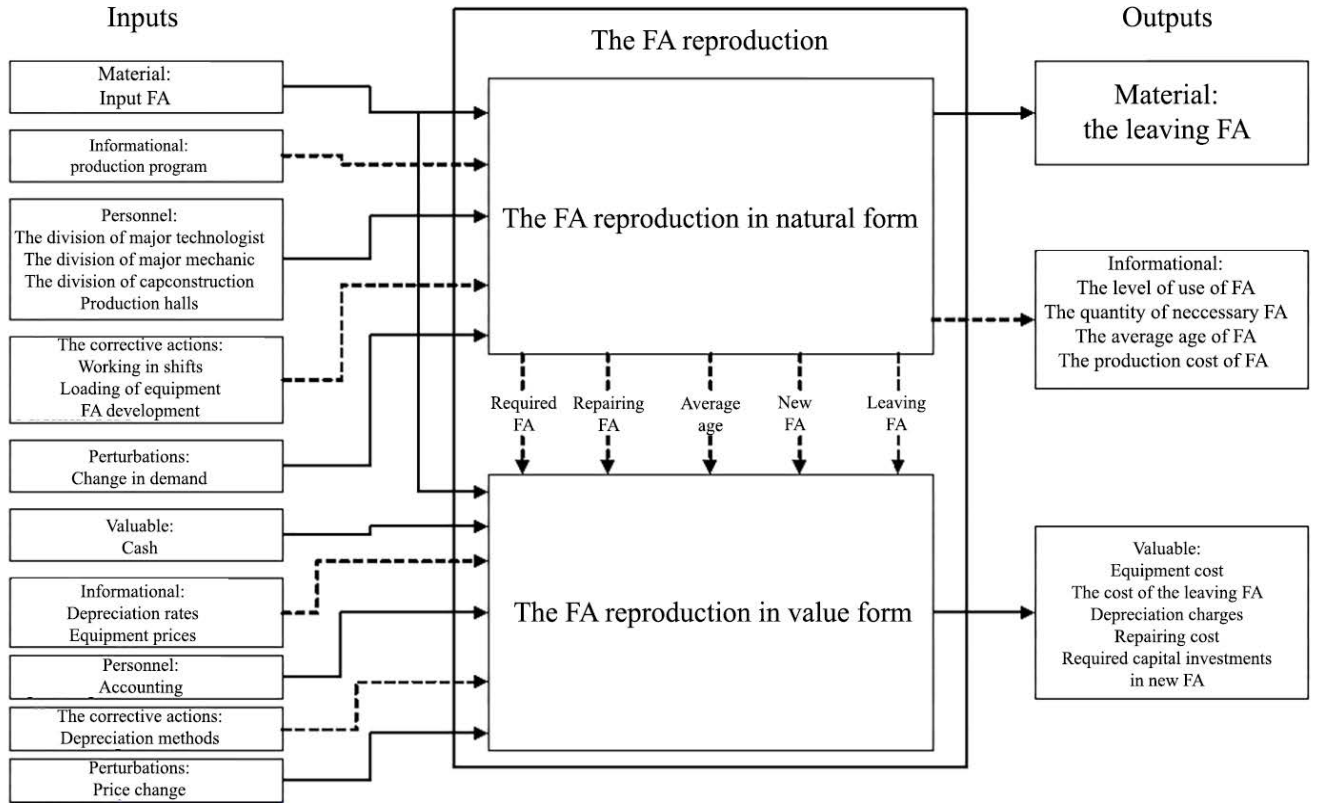 Inputs
Material:
Input FA
Informational:
production program
Personnel:
The division of major technologist
The division of major mechanic
The division of capconstruction
Production halls
The corrective actions:
Working in shifts
Loading of equipment
FA development
Perturbations:
Change in demand
Valuable:
Cash
Informational:
Depreciation rates
Equipment prices
Personnel:
Accounting
The corrective actions:
Depreciation methods
Perturbations:
Price change
The FA reproduction
The FA reproduction in natural form
Required
FA
Repairing
FA
Average
age
New
FA
Leaving
FA
The FA reproduction in value form
Outputs
Material:
the leaving FA
Informational:
The level of use of FA
The quantity of neccessary FA
The average age of FA
The production cost of FA
Valuable:
Equipment cost
The cost of the leaving FA
Depreciation charges
Repairing cost
Required capital investments
in new FA